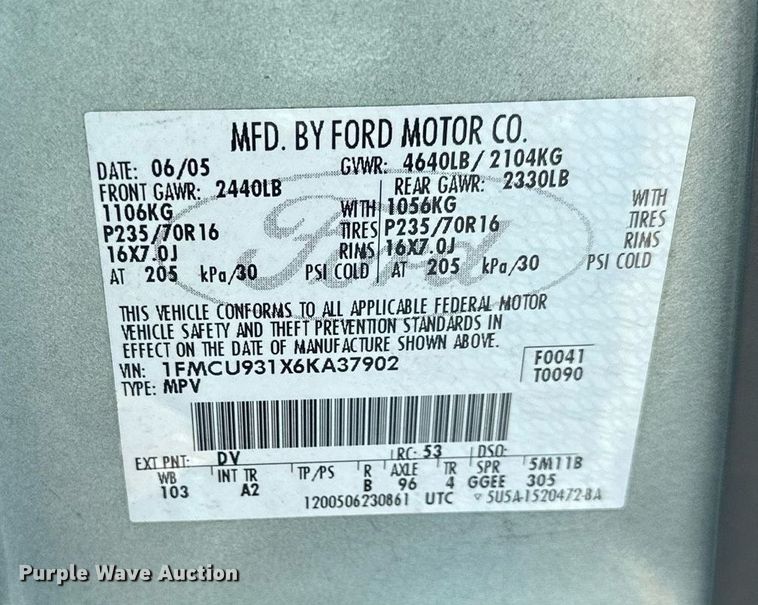 MFD. BY FORD MOTOR CO.
DATE: 06/05 GVWR: 4640LB/ 2104KG
FRONT GAWR: 2440LB REAR GAWR: 2330LB
1106KG WITH 1056KG WITH
P235/70R16 TIRES P235/70R16 TIRES
16X7.0J RIMS 16X7.0J RIMS
AT 205 kPa/30 PSI COLD AT 205 kPa/30 PSI COLD
Ford
THIS VEHICLE CONFORMS TO ALL APPLICABLE FEDERAL MOTOR
VEHICLE SAFETY AND THEFT PREVENTION STANDARDS IN
EFFECT ON THE DATE OF MANUFACTURE SHOWN ABOVE.
VIN: 1FMCU931X6KA37902 F0041
TYPE: MPV T0090
EXT PNT: DV RC: 53 DSO:
WB INT TR TP/PS R AXLE TR SPR 5M11B
103 A2 B 96 4 GGEE 305
1200506230861 UTC 5U5A-1520472-BA
Purple Wave Auction